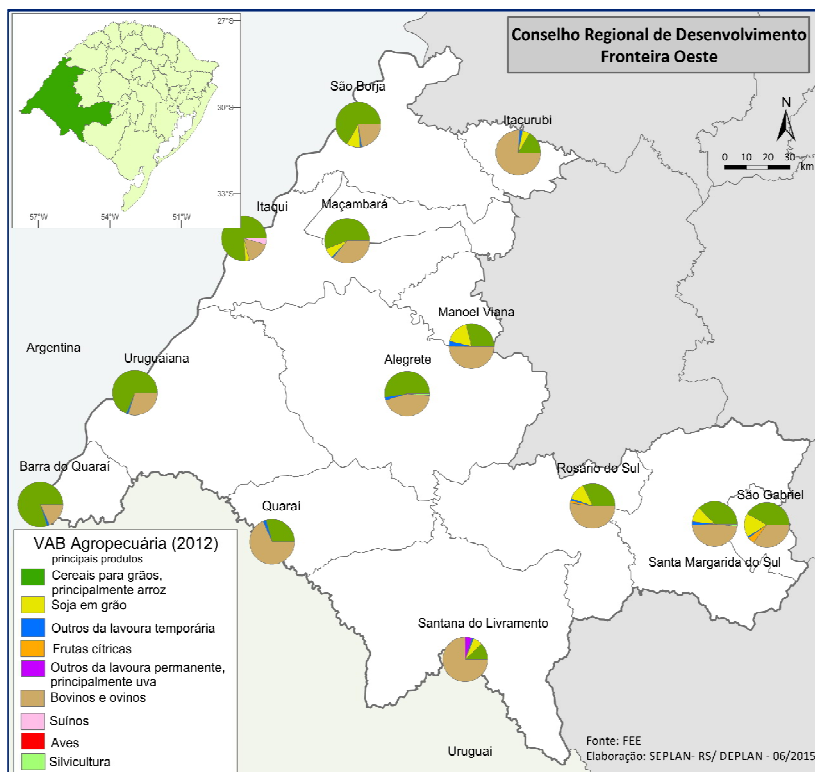 Conselho Regional de Desenvolvimento
Fronteira Oeste
27°S
30°S
33°S
57°W
54°W
51°W
N
0 10 20 30
km
São Borja
Itacurubi
Itaqui
Maçambará
Manoel Viana
Argentina
Uruguaiana
Alegrete
Barra do Quaraí
Quaraí
Rosário do Sul
São Gabriel
Santa Margarida do Sul
Santana do Livramento
Uruguai
VAB Agropecuária (2012)
principais produtos
Cereais para grãos,
principalmente arroz
Soja em grão
Outros da lavoura temporária
Frutas cítricas
Outros da lavoura permanente,
principalmente uva
Bovinos e ovinos
Suínos
Aves
Silvicultura
Fonte: FEE
Elaboração: SEPLAN- RS/ DEPLAN - 06/2015